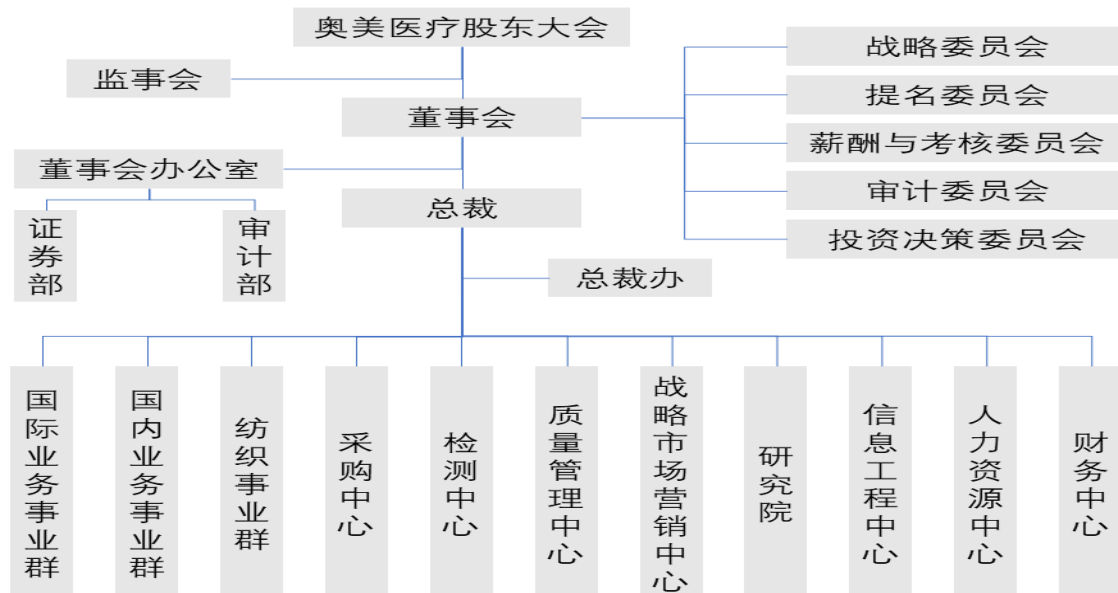 奥美医疗股东大会
战略委员会
监事会
提名委员会
董事会
薪酬与考核委员会
董事会办公室
审计委员会
总裁
证券部
审计部
投资决策委员会
总裁办
国际业务事业群
国内业务事业群
纺织事业群
采购中心
检测中心
质量管理中心
战略市场营销中心
研究院
信息工程中心
人力资源中心
财务中心